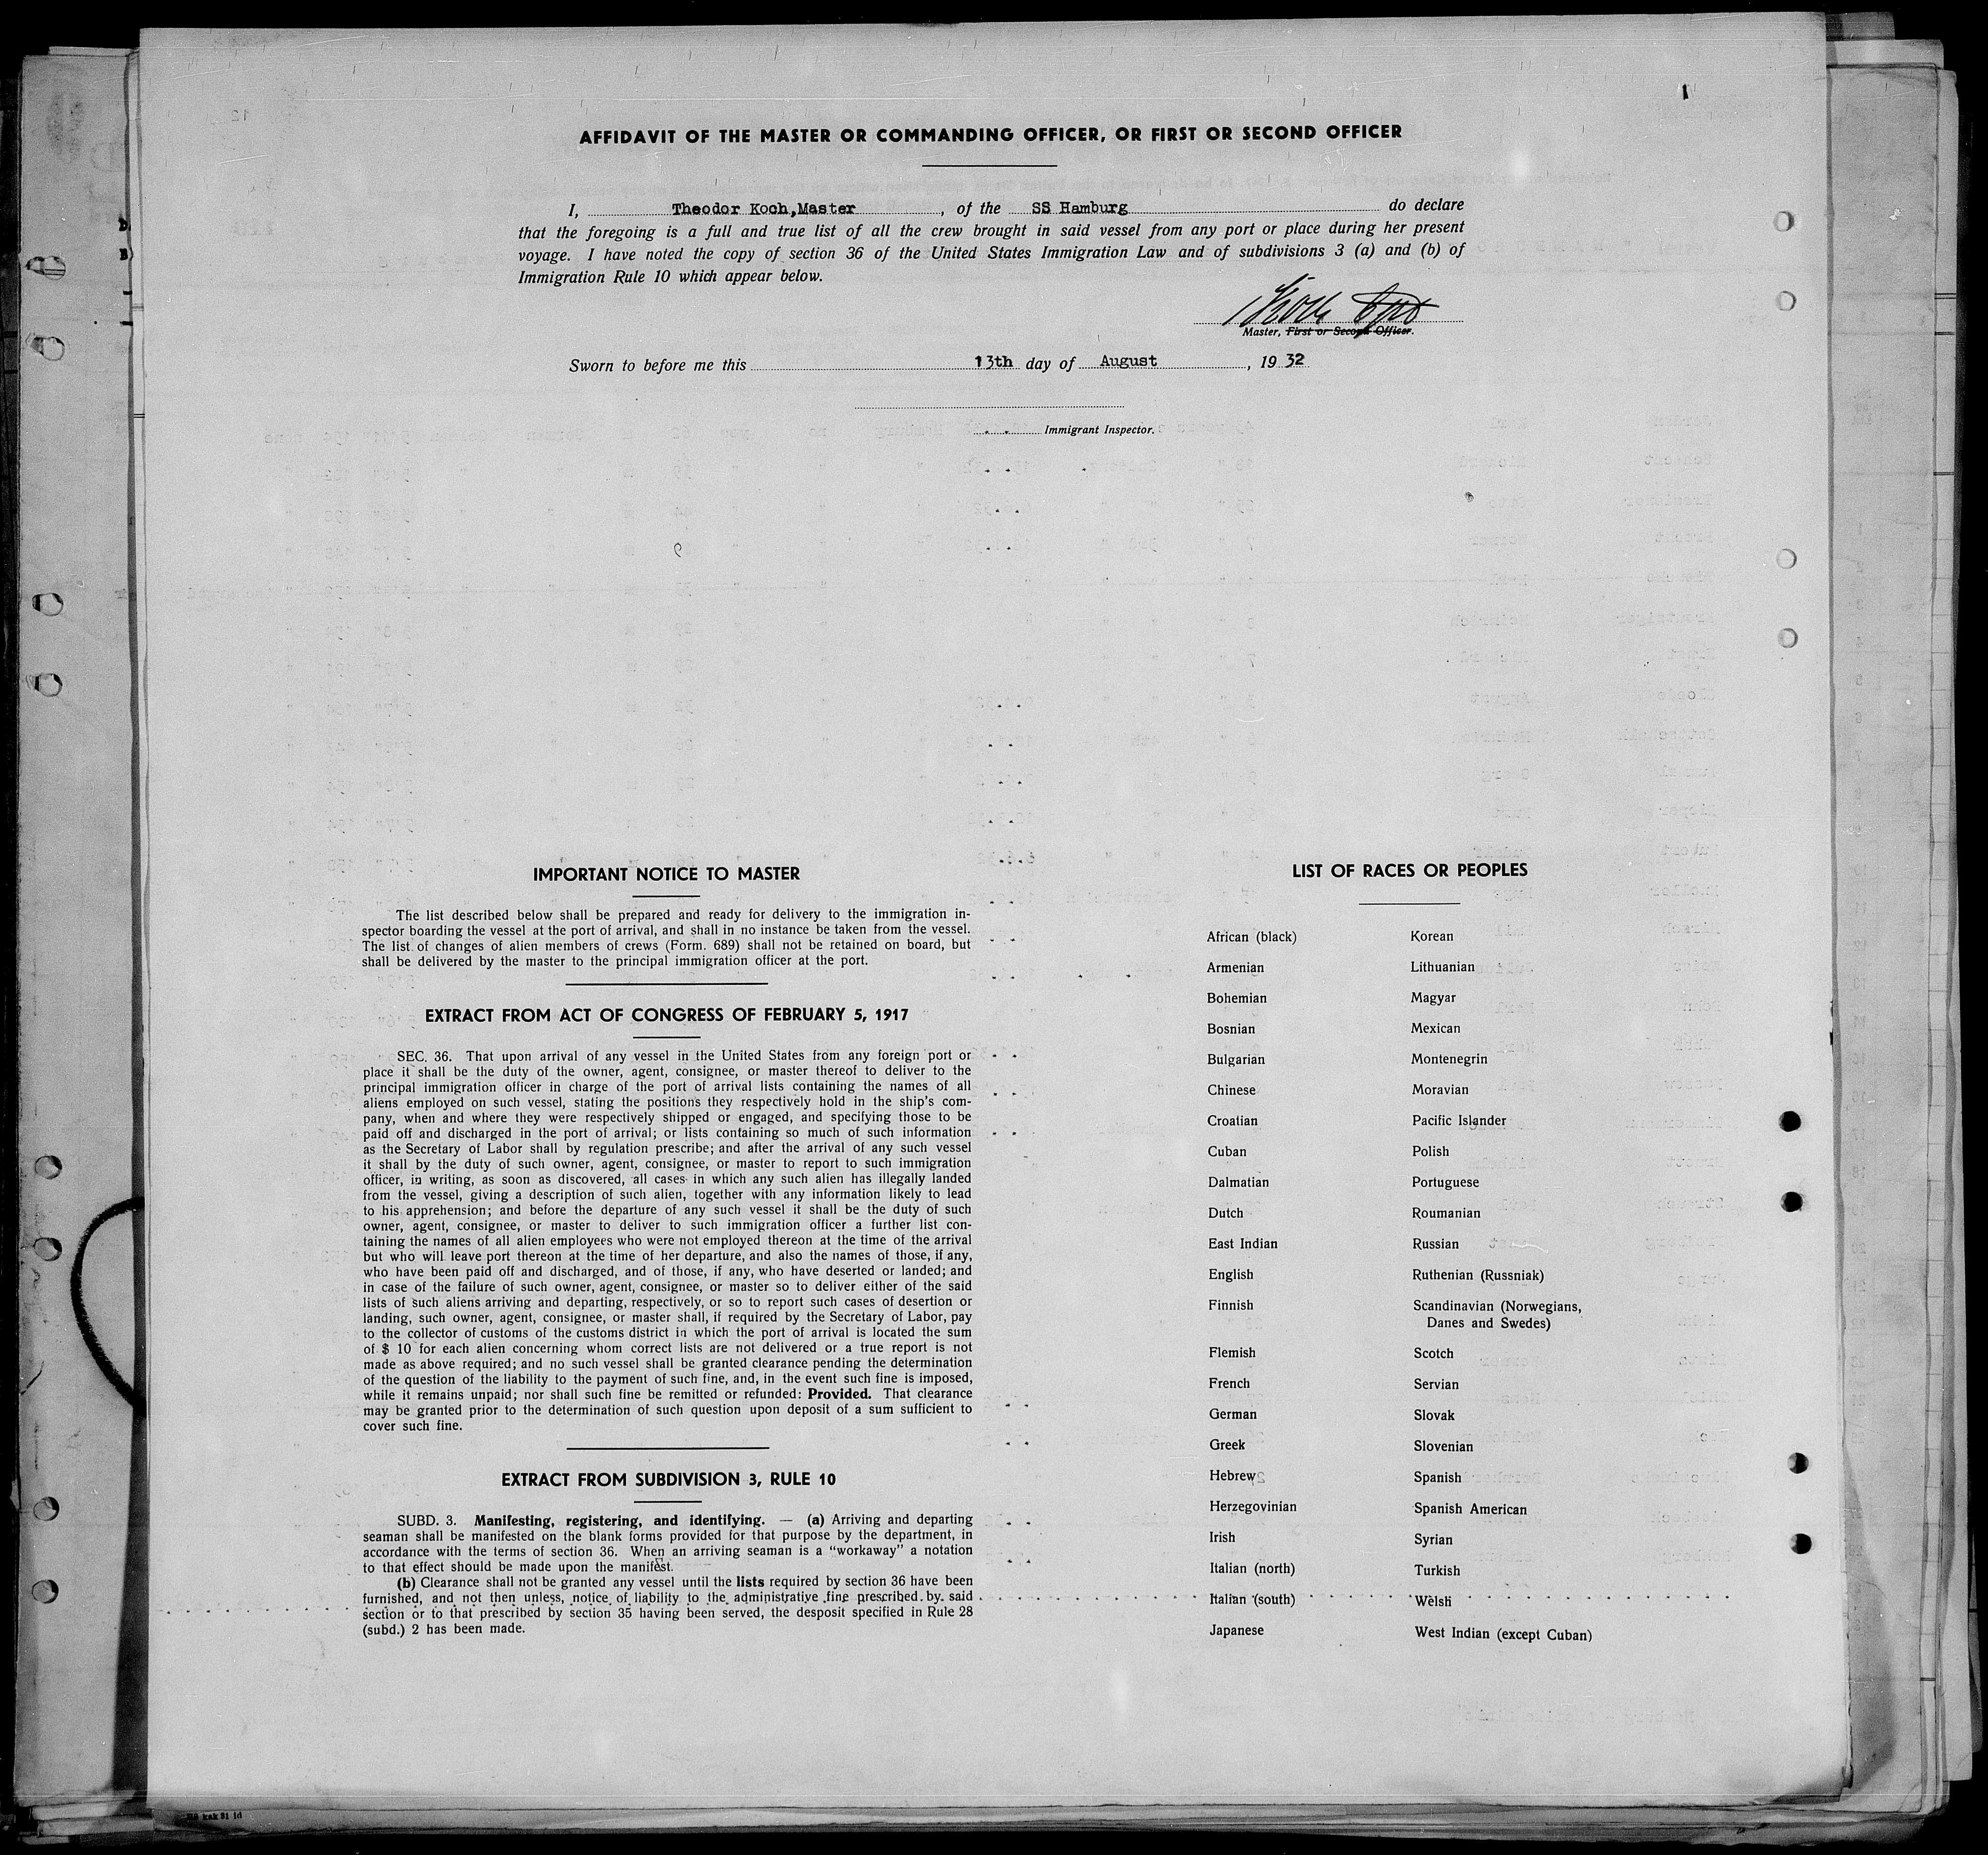 AFFIDAVIT OF THE MASTER OR COMMANDING OFFICER, OR FIRST OR SECOND OFFICER
I, Theodor Koch, Master, of the SS Hamburg do declare
that the foregoing is a full and true list of all the crew brought in said vessel from any port or place during her present
voyage. I have noted the copy of section 36 of the United States Immigration Law and of subdivisions 3 (a) and (b) of
Immigration Rule 10 which appear below.
Koch
Master, First or Second Officer.
Sworn to before me this 13th day of August, 1932
Immigrant Inspector.
IMPORTANT NOTICE TO MASTER
The list described below shall be prepared and ready for delivery to the immigration in-
spector boarding the vessel at the port of arrival, and shall in no instance be taken from the vessel.
The list of changes of alien members of crews (Form. 689) shall not be retained on board, but
shall be delivered by the master to the principal immigration officer at the port.
EXTRACT FROM ACT OF CONGRESS OF FEBRUARY 5, 1917
SEC. 36. That upon arrival of any vessel in the United States from any foreign port or
place it shall be the duty of the owner, agent, consignee, or master thereof to deliver to the
principal immigration officer in charge of the port of arrival lists containing the names of all
aliens employed on such vessel, stating the positions they respectively hold in the ship's com-
pany, when and where they were respectively shipped or engaged, and specifying those to be
paid off and discharged in the port of arrival; or lists containing so much of such information
as the Secretary of Labor shall by regulation prescribe; and after the arrival of any such vessel
it shall by the duty of such owner, agent, consignee, or master to report to such immigration
officer, in writing, as soon as discovered, all cases in which any such alien has illegally landed
from the vessel, giving a description of such alien, together with any information likely to lead
to his apprehension; and before the departure of any such vessel it shall be the duty of such
owner, agent, consignee, or master to deliver to such immigration officer a further list con-
taining the names of all alien employees who were not employed thereon at the time of the arrival
but who will leave port thereon at the time of her departure, and also the names of those, if any,
who have been paid off and discharged, and of those, if any, who have deserted or landed; and
in case of the failure of such owner, agent, consignee, or master so to deliver either of the said
lists of such aliens arriving and departing, respectively, or so to report such cases of desertion or
landing, such owner, agent, consignee, or master shall, if required by the Secretary of Labor, pay
to the collector of customs of the customs district in which the port of arrival is located the sum
of $ 10 for each alien concerning whom correct lists are not delivered or a true report is not
made as above required; and no such vessel shall be granted clearance pending the determination
of the question of the liability to the payment of such fine, and, in the event such fine is imposed,
while it remains unpaid; nor shall such fine be remitted or refunded: Provided. That clearance
may be granted prior to the determination of such question upon deposit of a sum sufficient to
cover such fine.
EXTRACT FROM SUBDIVISION 3, RULE 10
SUBD. 3. Manifesting, registering, and identifying. — (a) Arriving and departing
seaman shall be manifested on the blank forms provided for that purpose by the department, in
accordance with the terms of section 36. When an arriving seaman is a "workaway" a notation
to that effect should be made upon the manifest.
(b) Clearance shall not be granted any vessel until the lists required by section 36 have been
furnished, and not then unless, notice of liability to the administrative fine prescribed by said
section or to that prescribed by section 35 having been served, the desposit specified in Rule 28
(subd.) 2 has been made.
LIST OF RACES OR PEOPLES
African (black)
Armenian
Bohemian
Bosnian
Bulgarian
Chinese
Croatian
Cuban
Dalmatian
Dutch
East Indian
English
Finnish
Flemish
French
German
Greek
Hebrew
Herzegovinian
Irish
Italian (north)
Italian (south)
Japanese
Korean
Lithuanian
Magyar
Mexican
Montenegrin
Moravian
Pacific Islander
Polish
Portuguese
Roumanian
Russian
Ruthenian (Russniak)
Scandinavian (Norwegians,
Danes and Swedes)
Scotch
Servian
Slovak
Slovenian
Spanish
Spanish American
Syrian
Turkish
Welsh
West Indian (except Cuban)